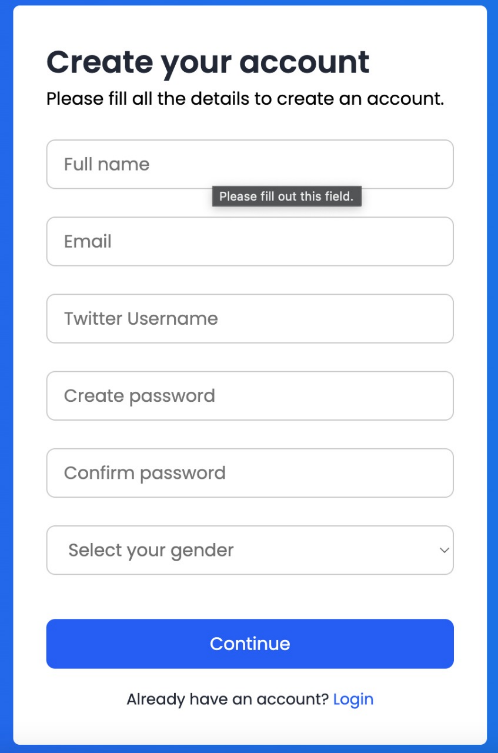 Create your account
Please fill all the details to create an account.
Full name
Please fill out this field.
Email
Twitter Username
Create password
Confirm password
Select your gender
Continue
Already have an account? Login